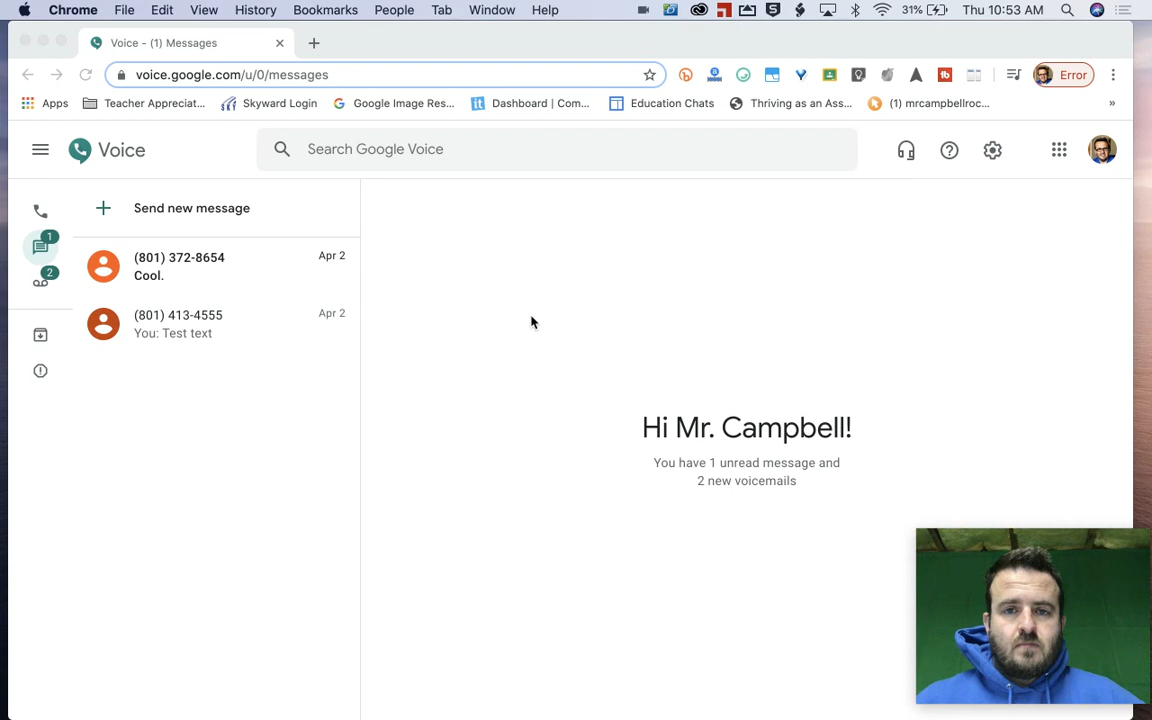 Chrome File Edit View History Bookmarks People Tab Window Help 31% Thu 10:53 AM
Voice - (1) Messages
voice.google.com/u/0/messages Error
Apps Teacher Appreciat... Skyward Login Google Image Res... Dashboard | Com... Education Chats Thriving as an Ass... (1) mrcampbellroc... »
Voice Search Google Voice
Send new message
1
(801) 372-8654 Apr 2
Cool.
2
(801) 413-4555 Apr 2
You: Test text
Hi Mr. Campbell!
You have 1 unread message and
2 new voicemails